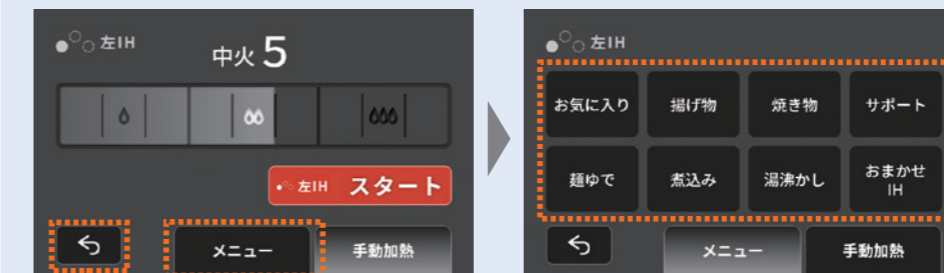 左IH
中火 5
左IH スタート
メニュー
手動加熱
左IH
お気に入り
揚げ物
焼き物
サポート
麺ゆで
煮込み
湯沸かし
おまかせ
IH
メニュー
手動加熱